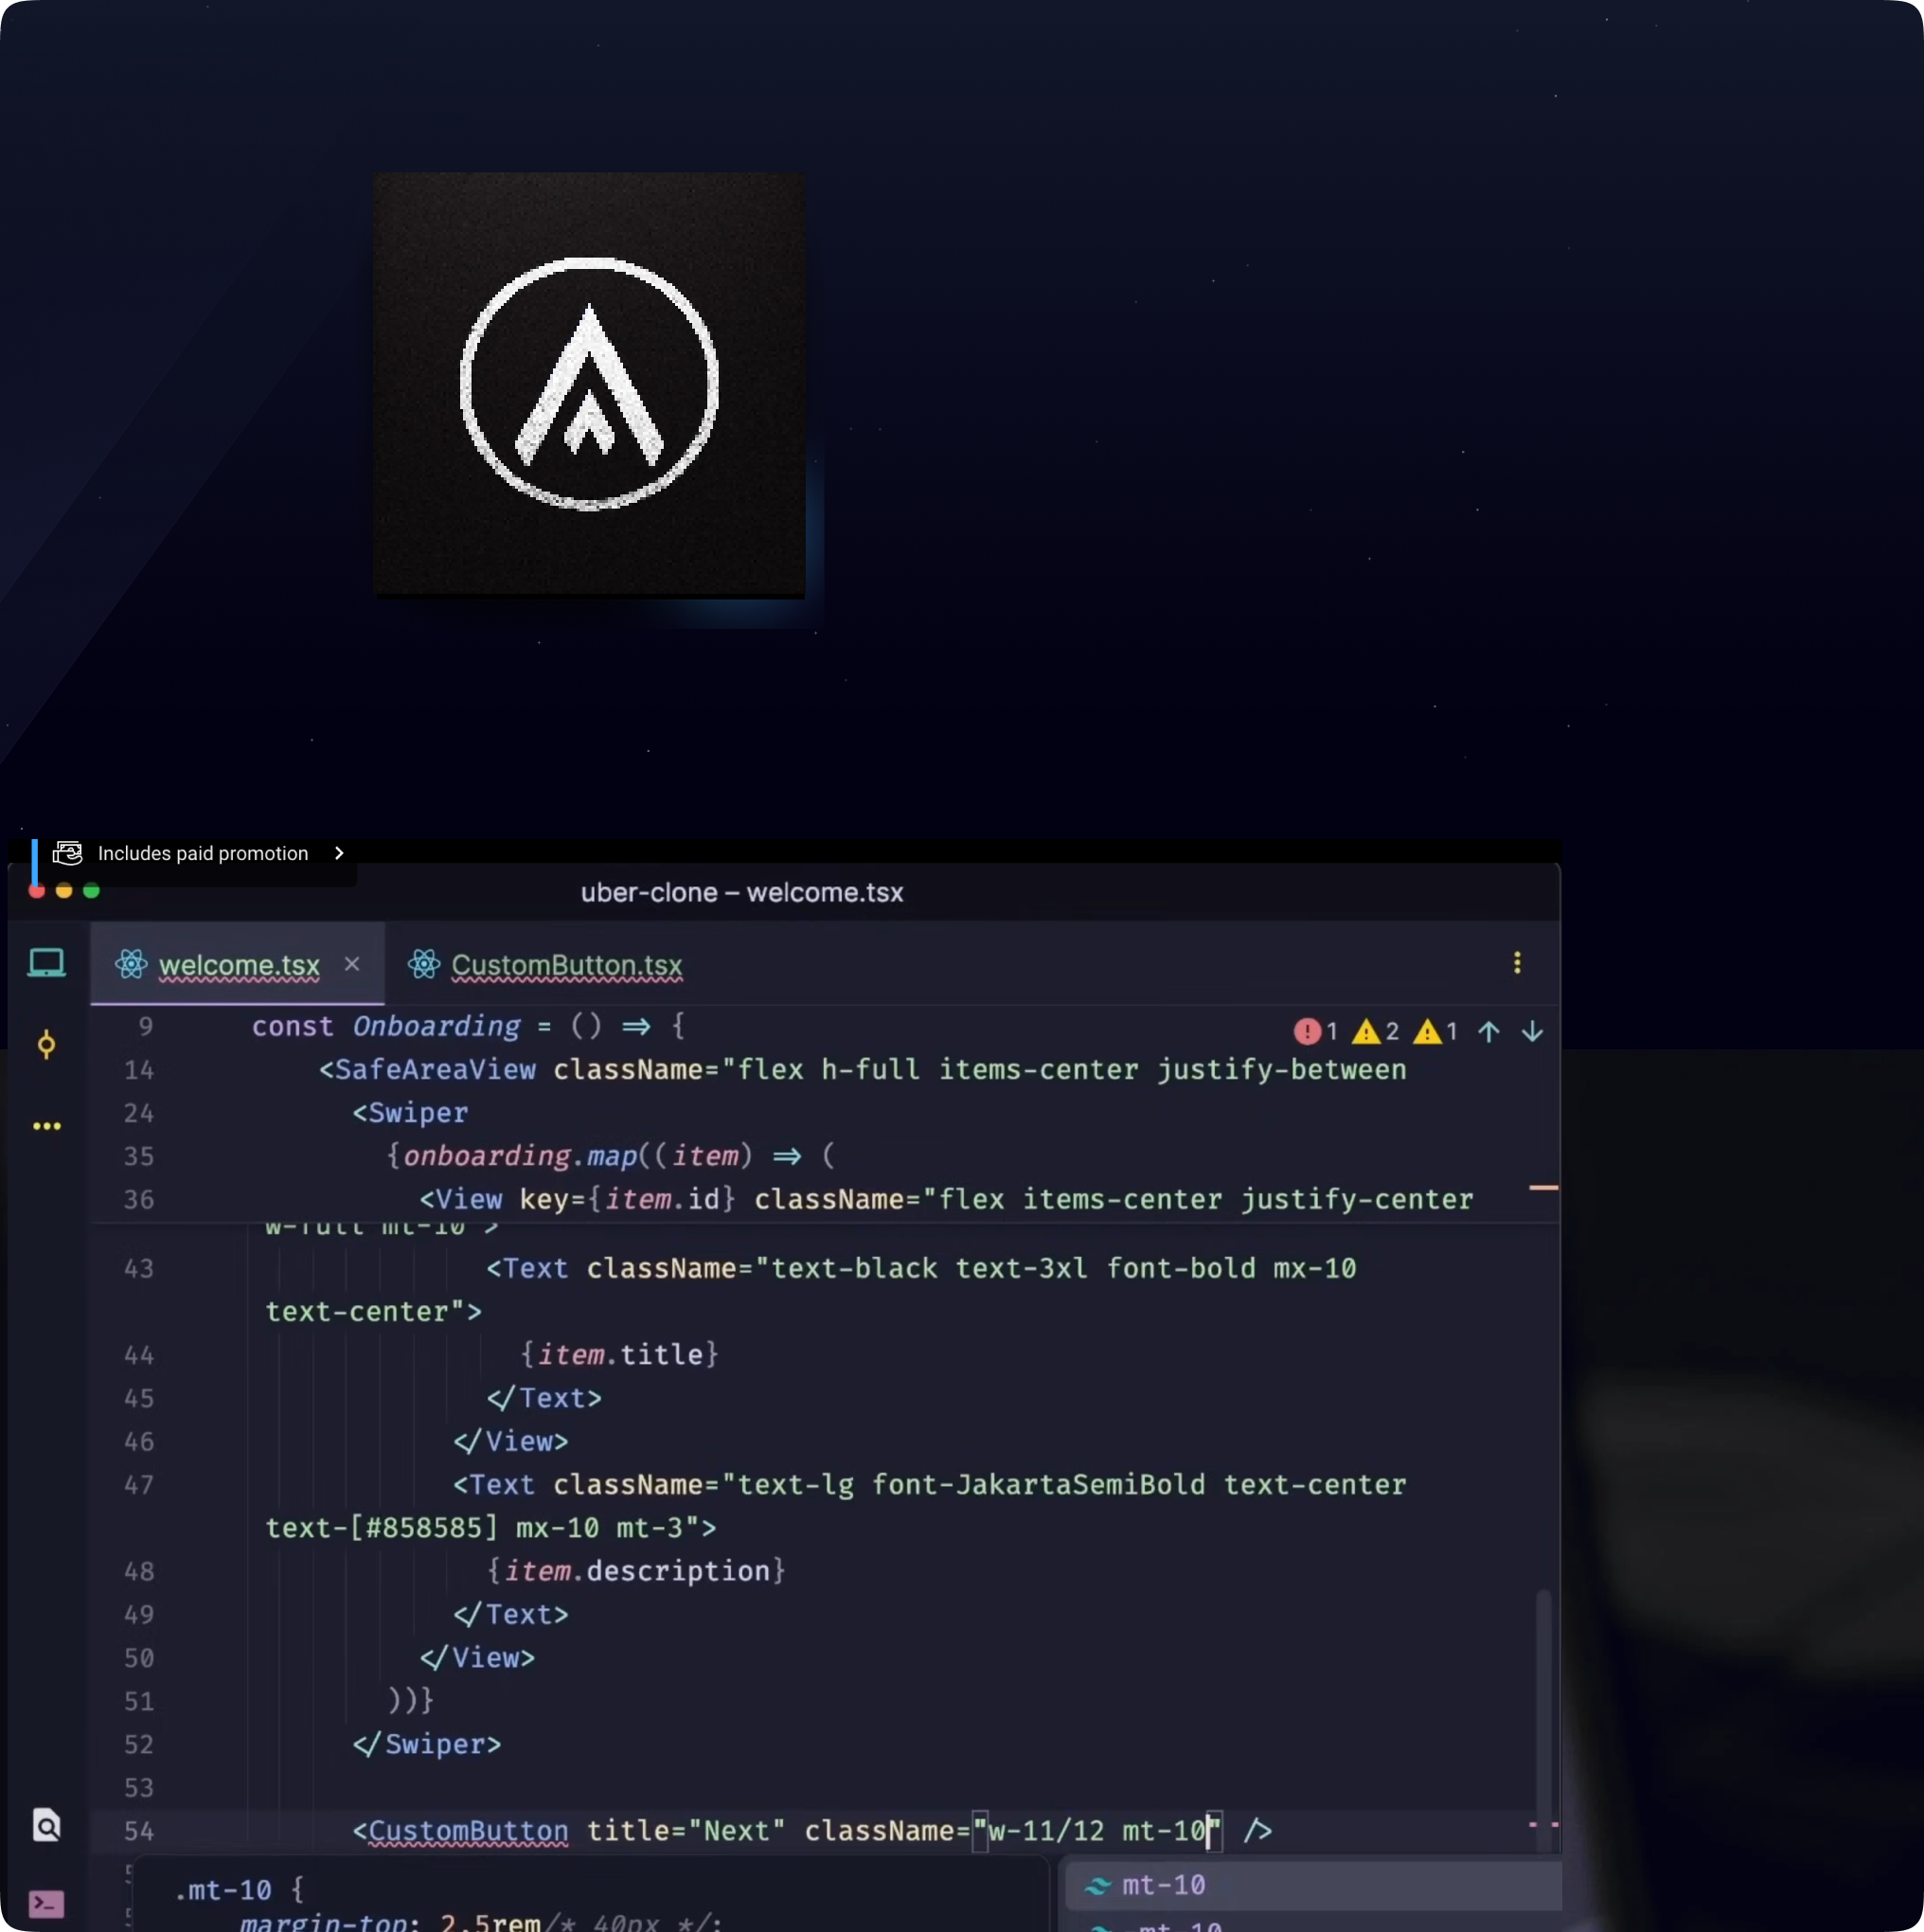 Includes paid promotion
uber-clone – welcome.tsx
welcome.tsx
CustomButton.tsx
9 const Onboarding = () => {
1 2 1
14 <SafeAreaView className="flex h-full items-center justify-between
24 <Swiper
35 {onboarding.map((item) => (
36 <View key={item.id} className="flex items-center justify-center
w-full mt-10">
43 <Text className="text-black text-3xl font-bold mx-10
text-center">
44 {item.title}
45 </Text>
46 </View>
47 <Text className="text-lg font-JakartaSemiBold text-center
text-[#858585] mx-10 mt-3">
48 {item.description}
49 </Text>
50 </View>
51 ))}
52 </Swiper>
53
54 <CustomButton title="Next" className="w-11/12 mt-10" />
.mt-10 {
margin-top: 2.5rem/* 40px */;
mt-10
-mt-10